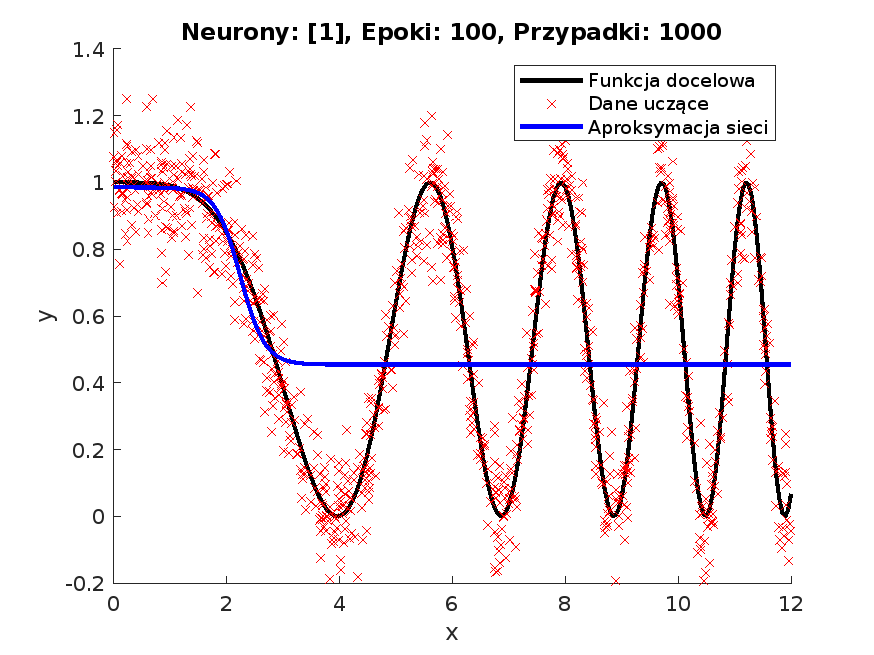 Neurony: [1], Epoki: 100, Przypadki: 1000
1.4
1.2
1
0.8
0.6
0.4
0.2
0
-0.2
y
Funkcja docelowa
Dane uczące
Aproksymacja sieci
0 2 4 6 8 10 12
x